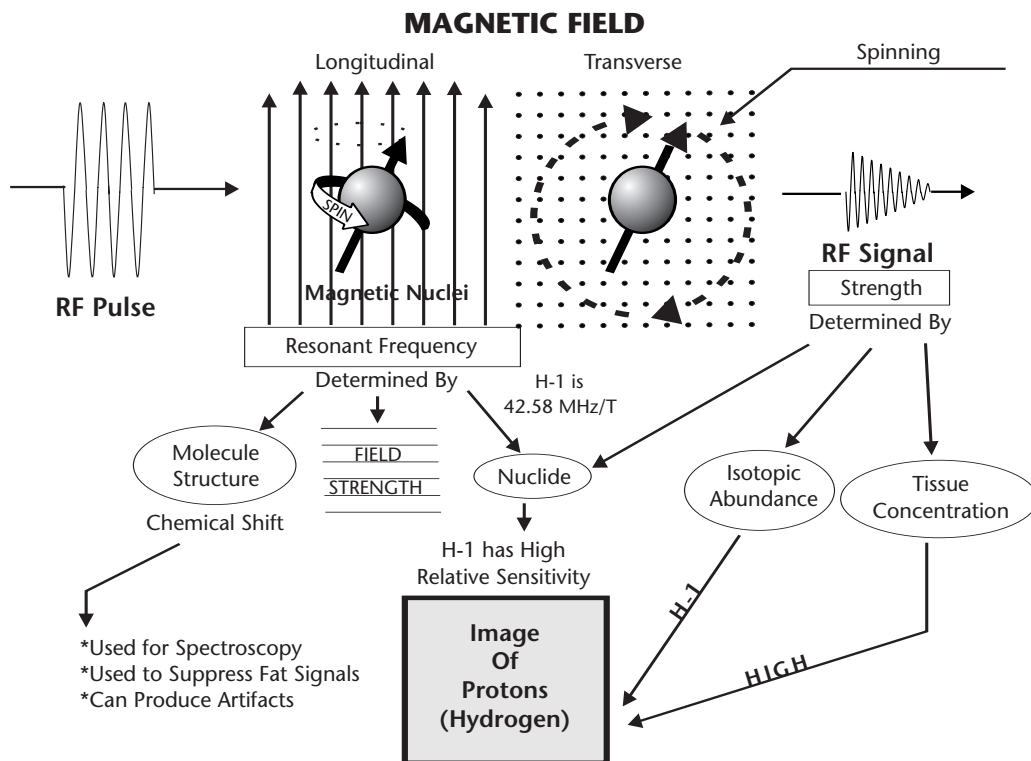 MAGNETIC FIELD
Longitudinal
Transverse
Spinning
SPIN
RF Pulse
Magnetic Nuclei
RF Signal
Strength
Determined By
Resonant Frequency
Determined By
H-1 is
42.58 MHz/T
Molecule
Structure
FIELD
STRENGTH
Nuclide
Isotopic
Abundance
Tissue
Concentration
Chemical Shift
H-1 has High
Relative Sensitivity
H-1
HIGH
*Used for Spectroscopy
*Used to Suppress Fat Signals
*Can Produce Artifacts
Image
Of
Protons
(Hydrogen)